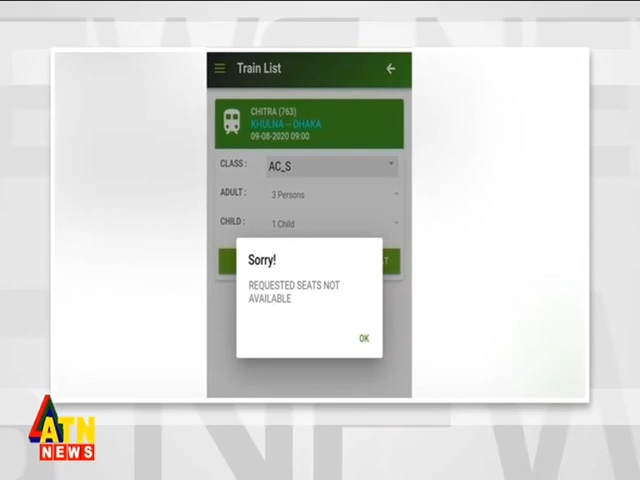 Train List
CHITRA (763)
KHULNA -- DHAKA
09-08-2020 09:00
CLASS :
AC_S
ADULT :
3 Persons
CHILD :
1 Child
Sorry!
REQUESTED SEATS NOT
AVAILABLE
OK
ATN
NEWS